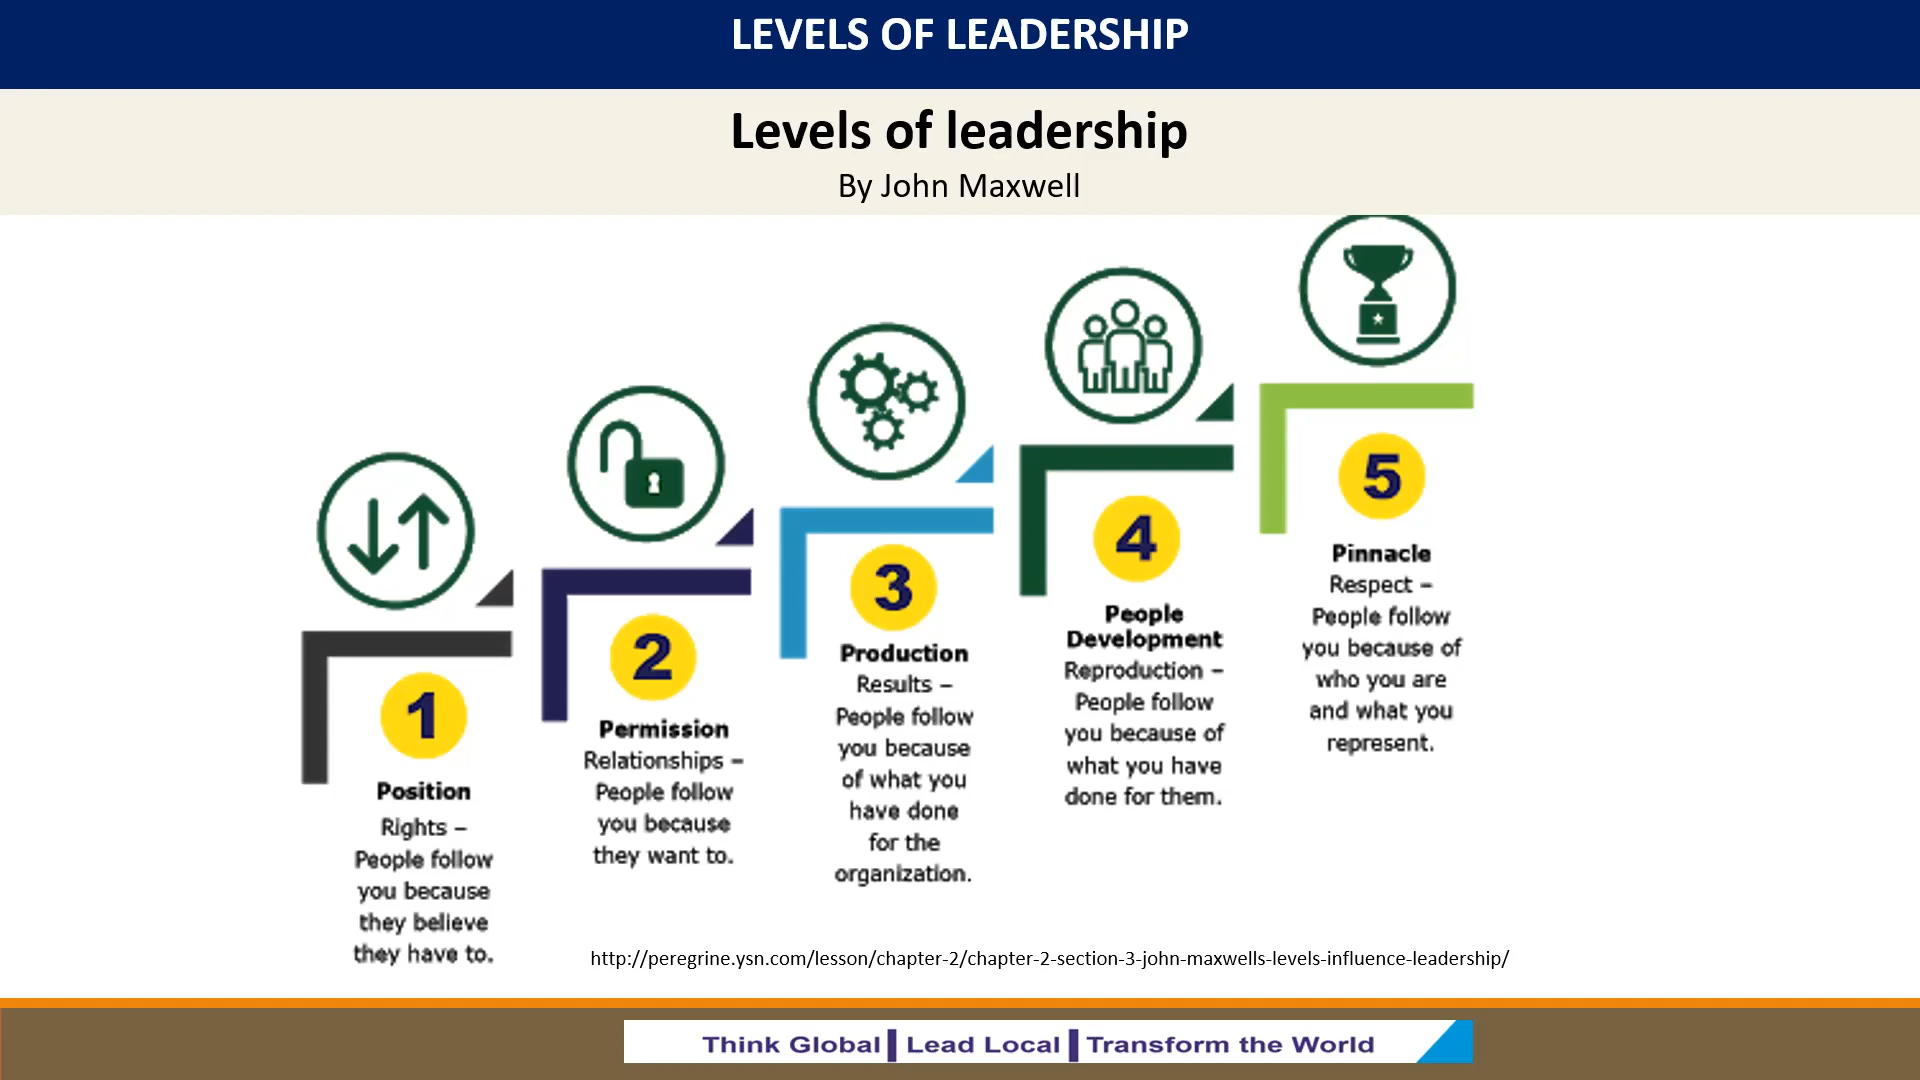 LEVELS OF LEADERSHIP
Levels of leadership
By John Maxwell
1
Position
Rights –
People follow
you because
they believe
they have to.
2
Permission
Relationships –
People follow
you because
they want to.
3
Production
Results –
People follow
you because
of what you
have done
for the
organization.
4
People
Development
Reproduction –
People follow
you because of
what you have
done for them.
5
Pinnacle
Respect –
People follow
you because of
who you are
and what you
represent.
http://peregrine.ysn.com/lesson/chapter-2/chapter-2-section-3-john-maxwells-levels-influence-leadership/
Think Global Lead Local Transform the World